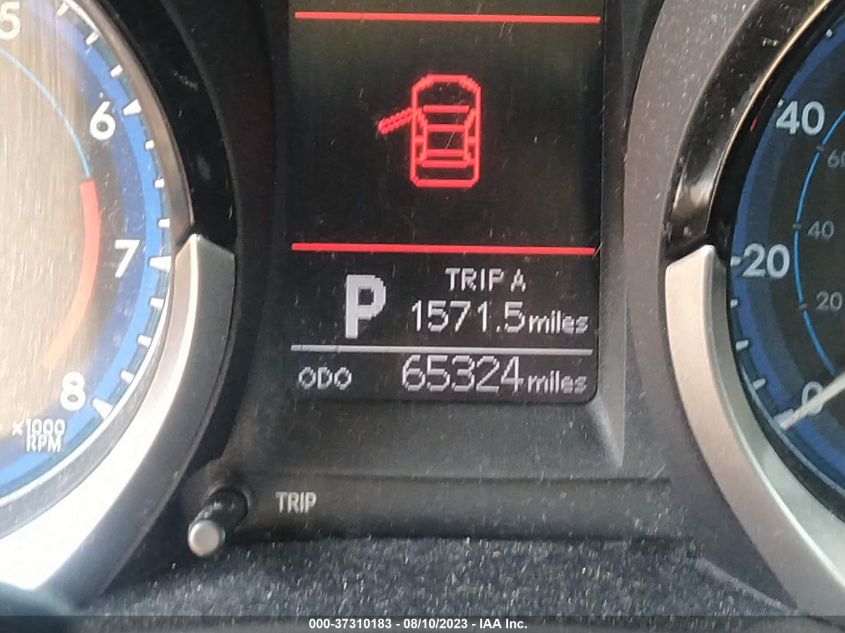 5
6
7
8
x1000
RPM
TRIP A
P 1571.5 miles
ODO 65324 miles
TRIP
40
60
20
40
20
0
000-37310183 - 08/10/2023 - IAA Inc.